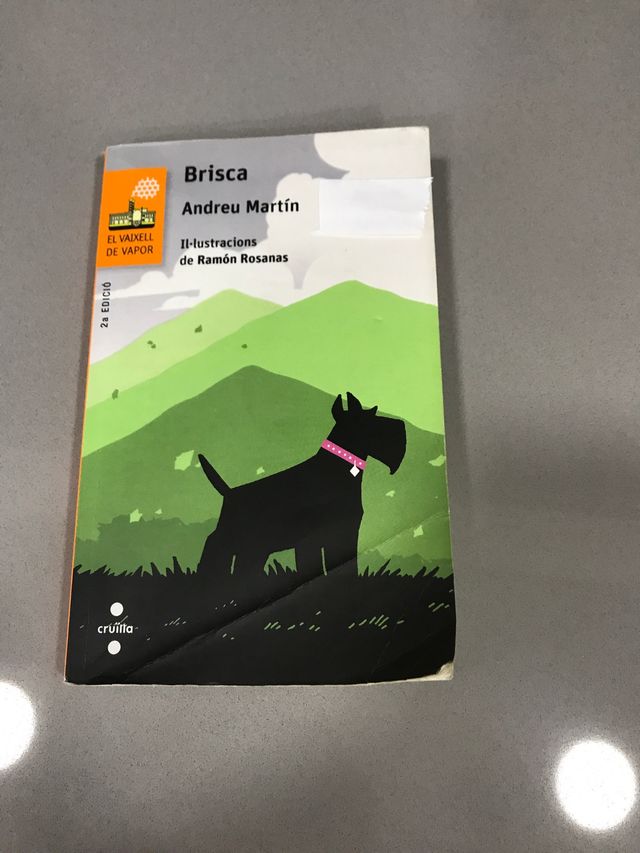 Brisca
Andreu Martín
Il·lustracions
de Ramón Rosanas
EL VAIXELL
DE VAPOR
2a EDICIÓ
cruïlla